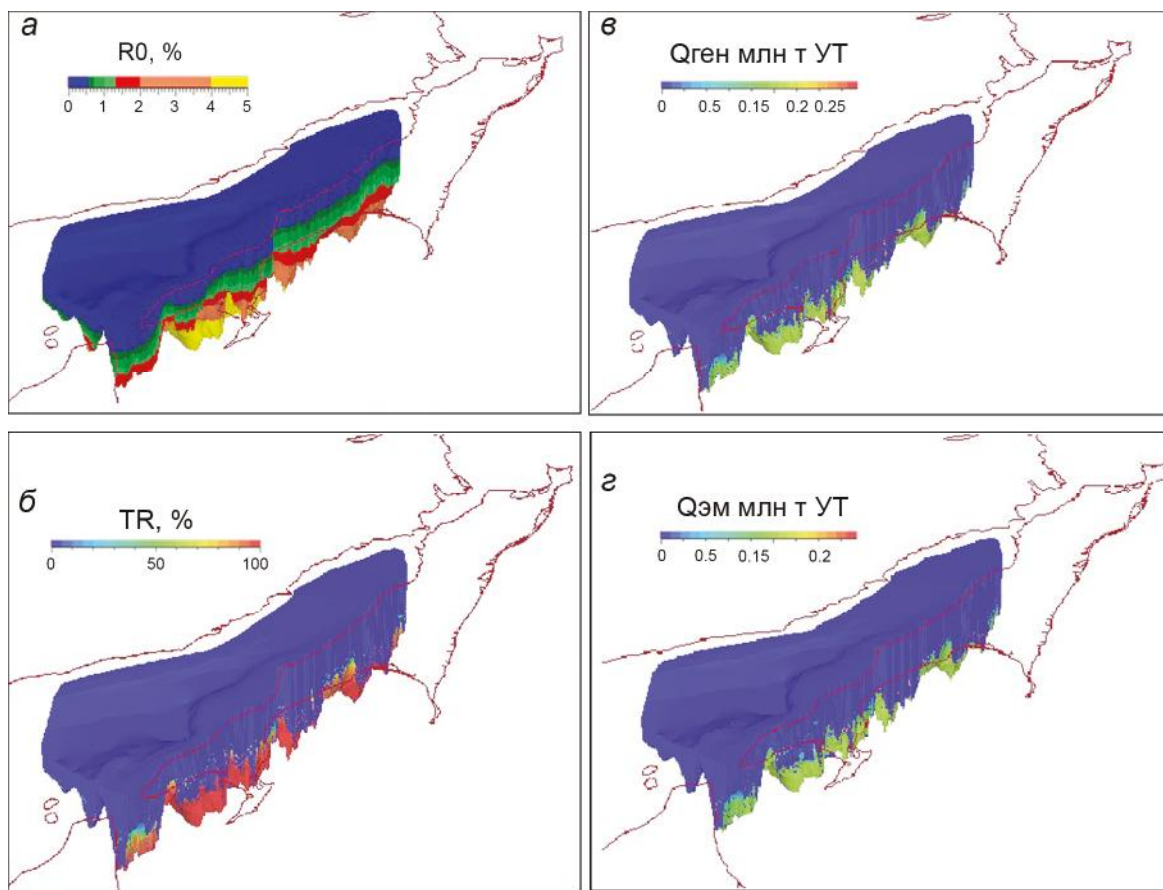 а
R0, %
0 1 2 3 4 5
в
Qген млн т УТ
0 0.5 0.15 0.2 0.25
б
TR, %
0 50 100
г
Qэм млн т УТ
0 0.5 0.15 0.2